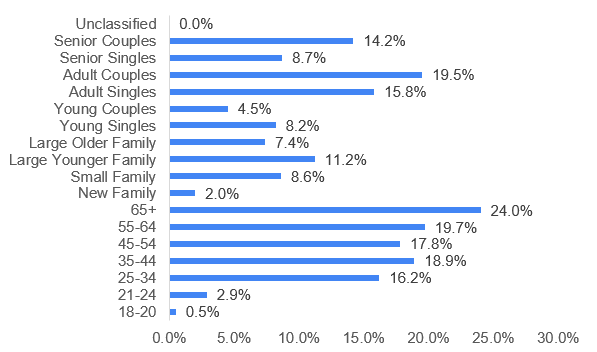 Unclassified 0.0%
Senior Couples 14.2%
Senior Singles 8.7%
Adult Couples 19.5%
Adult Singles 15.8%
Young Couples 4.5%
Young Singles 8.2%
Large Older Family 7.4%
Large Younger Family 11.2%
Small Family 8.6%
New Family 2.0%
65+ 24.0%
55-64 19.7%
45-54 17.8%
35-44 18.9%
25-34 16.2%
21-24 2.9%
18-20 0.5%
0.0% 5.0% 10.0% 15.0% 20.0% 25.0% 30.0%